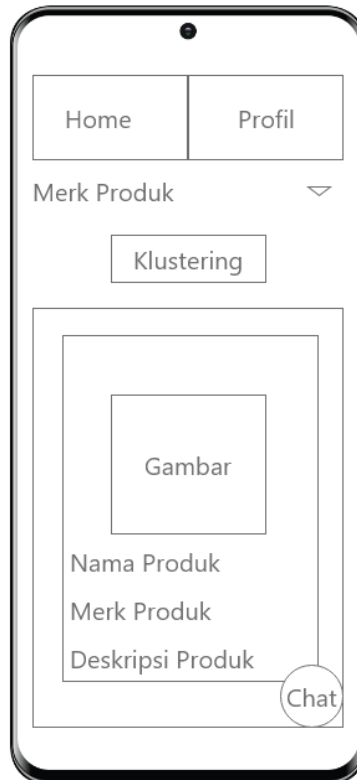 Home Profil
Merk Produk
Klustering
Gambar
Nama Produk
Merk Produk
Deskripsi Produk
Chat